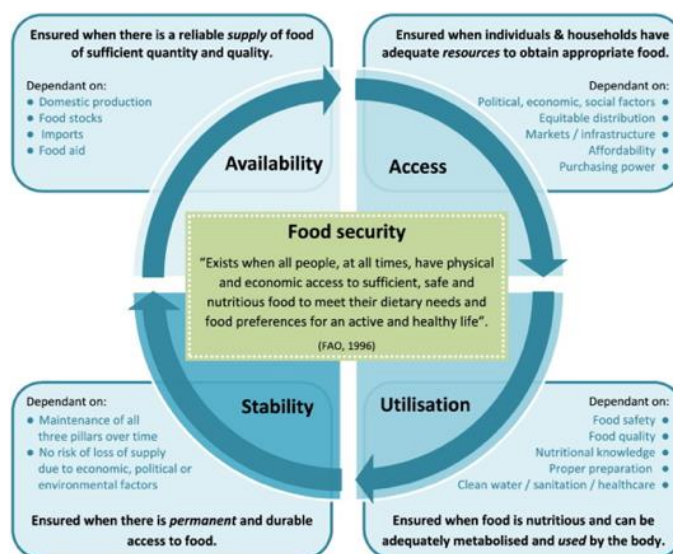 Ensured when there is a reliable supply of food
of sufficient quantity and quality.
Dependant on:
● Domestic production
● Food stocks
● Imports
● Food aid
Availability
Ensured when individuals & households have
adequate resources to obtain appropriate food.
Dependant on:
Political, economic, social factors ●
Equitable distribution ●
Markets / infrastructure ●
Affordability ●
Purchasing power ●
Access
Food security
"Exists when all people, at all times, have physical
and economic access to sufficient, safe and
nutritious food to meet their dietary needs and
food preferences for an active and healthy life".
(FAO, 1996)
Stability
Dependant on:
● Maintenance of all
three pillars over time
● No risk of loss of supply
due to economic, political or
environmental factors
Ensured when there is permanent and durable
access to food.
Utilisation
Dependant on:
Food safety ●
Food quality ●
Nutritional knowledge ●
Proper preparation ●
Clean water / sanitation / healthcare ●
Ensured when food is nutritious and can be
adequately metabolised and used by the body.